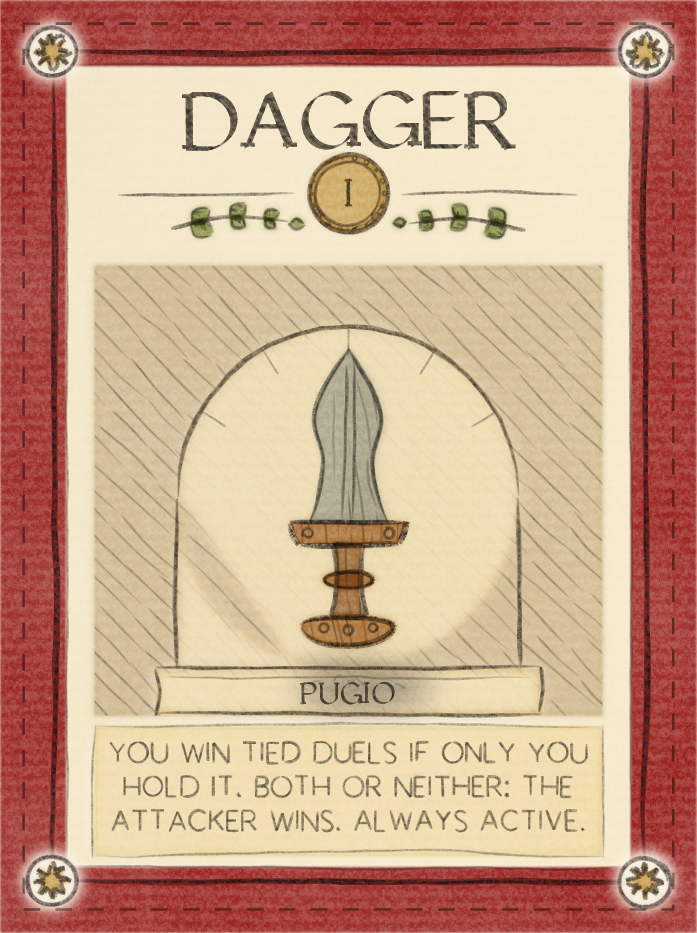 DAGGER
I
PUGIO
YOU WIN TIED DUELS IF ONLY YOU
HOLD IT. BOTH OR NEITHER: THE
ATTACKER WINS. ALWAYS ACTIVE.